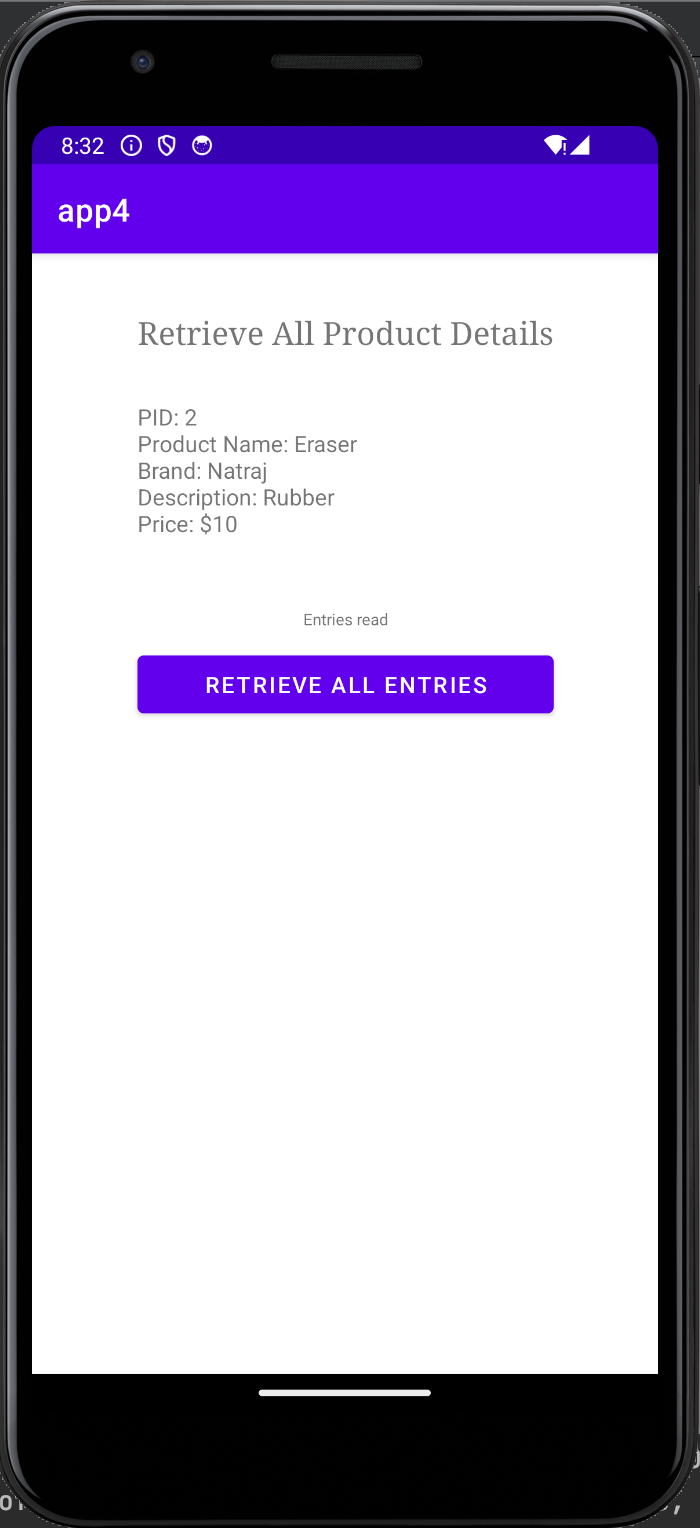 8:32
app4
Retrieve All Product Details
PID: 2
Product Name: Eraser
Brand: Natraj
Description: Rubber
Price: $10
Entries read
RETRIEVE ALL ENTRIES